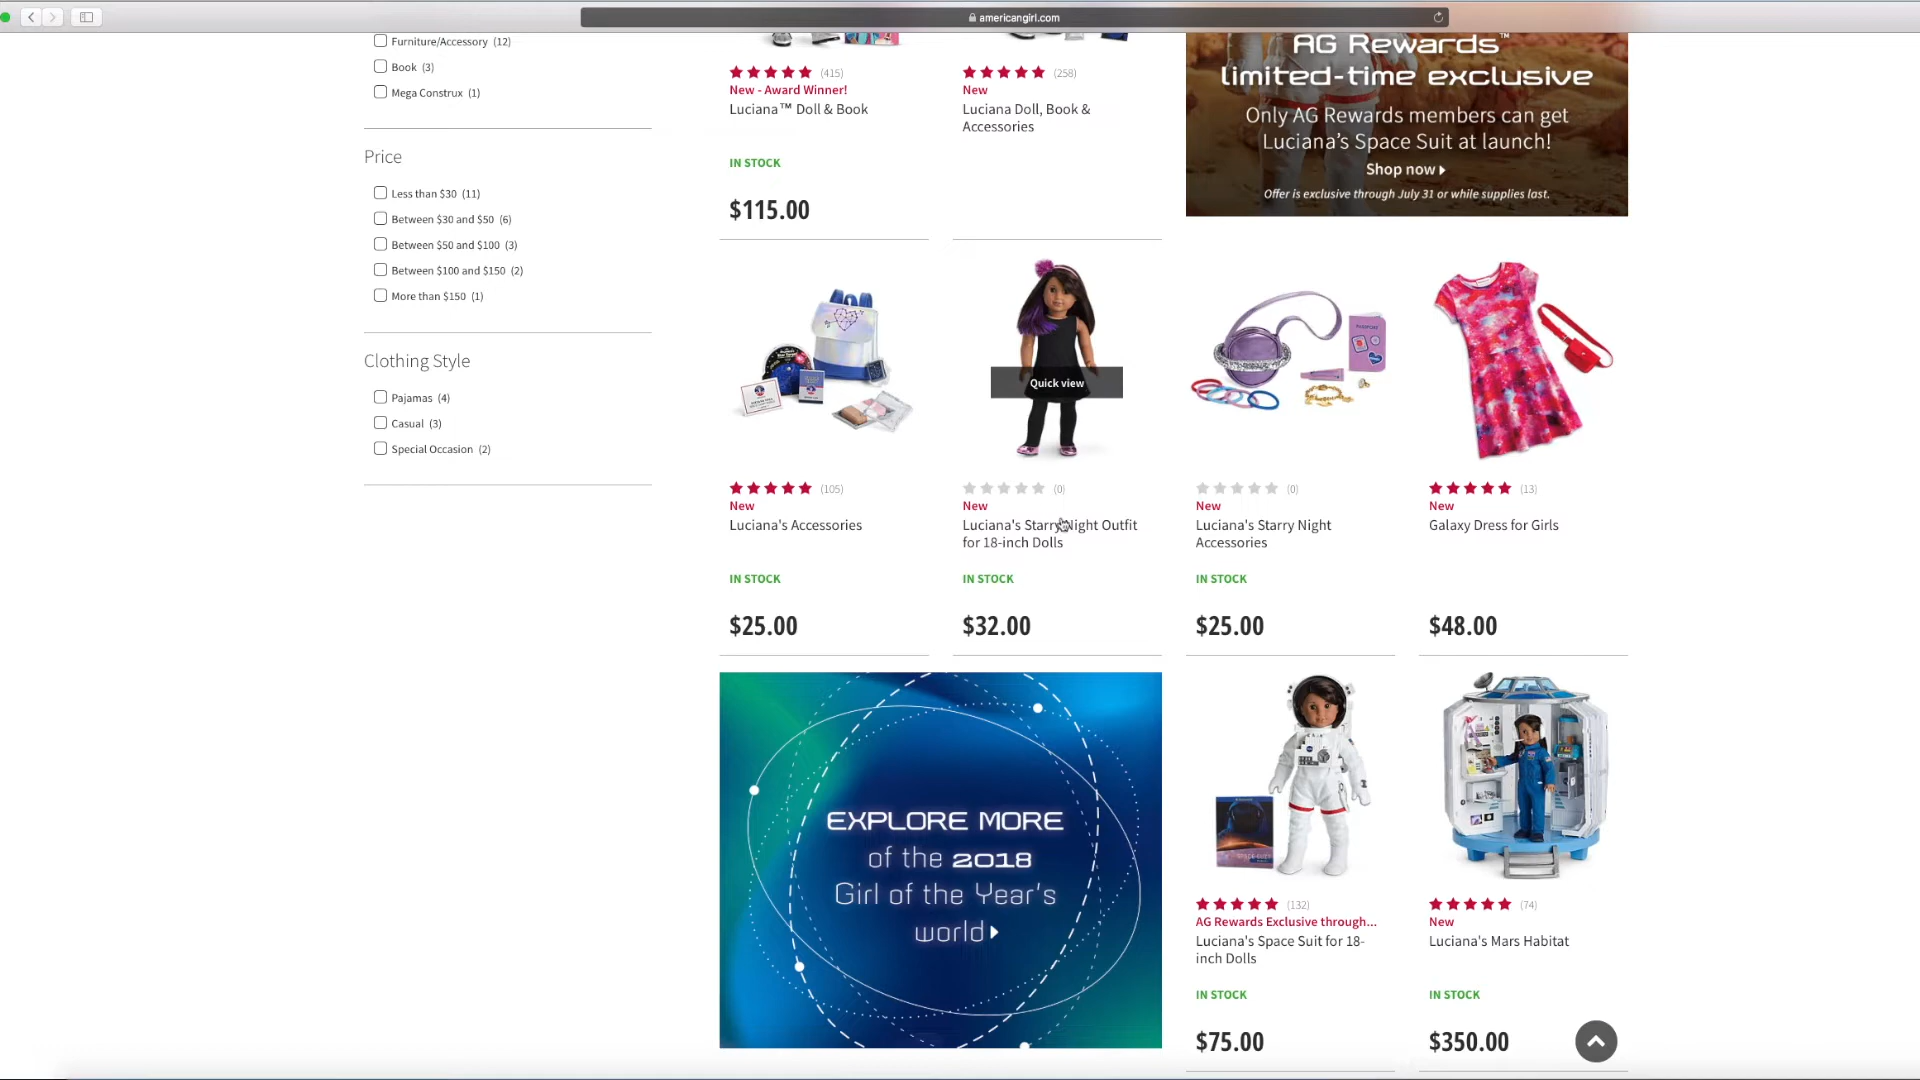 americangirl.com
Furniture/Accessory (12)
Book (3)
Mega Construx (1)
Price
Less than $30 (11)
Between $30 and $50 (6)
Between $50 and $100 (3)
Between $100 and $150 (2)
More than $150 (1)
Clothing Style
Pajamas (4)
Casual (3)
Special Occasion (2)
(415)
New - Award Winner!
Luciana™ Doll & Book
IN STOCK
$115.00
(258)
New
Luciana Doll, Book &
Accessories
AG Rewards™
limited-time exclusive
Only AG Rewards members can get
Luciana's Space Suit at launch!
Shop now
Offer is exclusive through July 31 or while supplies last.
(105)
New
Luciana's Accessories
IN STOCK
$25.00
Quick view
(0)
New
Luciana's Starry Night Outfit
for 18-inch Dolls
IN STOCK
$32.00
PASSPORT
(0)
New
Luciana's Starry Night
Accessories
IN STOCK
$25.00
(13)
New
Galaxy Dress for Girls
$48.00
EXPLORE MORE
of the 2018
Girl of the Year's
world
SPACE SUIT
(132)
AG Rewards Exclusive through...
Luciana's Space Suit for 18-
inch Dolls
IN STOCK
$75.00
(74)
New
Luciana's Mars Habitat
IN STOCK
$350.00